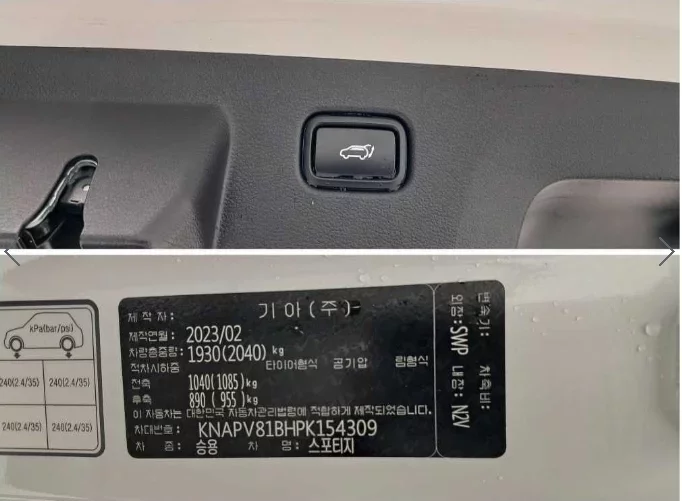 kPa(bar/psi)
240(2.4/35) 240(2.4/35)
240(2.4/35) 240(2.4/35)
제 작 자 : 기 아 ( 주 )
제작연월 : 2023/02
차량총중량: 1930(2040) kg
적차시하중 타이어형식 공기압 림형식
전축 1040(1085)kg
후축 890 ( 955)kg
이 자동차는 대한민국 자동차관리법령에 적합하게 제작되었습니다.
차대번호: KNAPV81BHPK154309
차 종 : 승용 차 명 : 스포티지
변속기: 차축비:
외장:SWP 내장: N2V